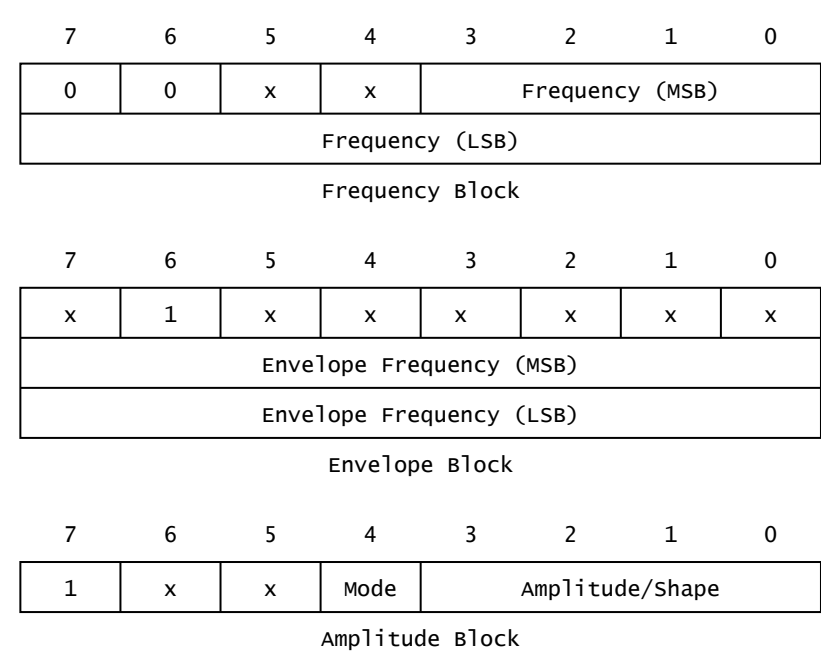 7 6 5 4 3 2 1 0
0 0 x x Frequency (MSB)
Frequency (LSB)
Frequency Block
7 6 5 4 3 2 1 0
x 1 x x x x x x
Envelope Frequency (MSB)
Envelope Frequency (LSB)
Envelope Block
7 6 5 4 3 2 1 0
1 x x Mode Amplitude/Shape
Amplitude Block